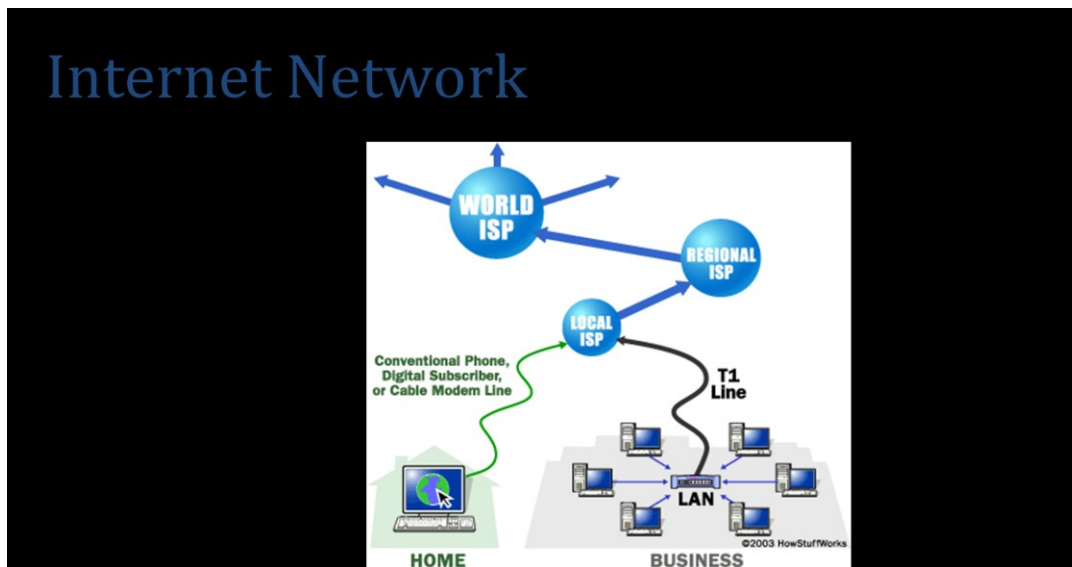 Internet Network
WORLD
ISP
REGIONAL
ISP
LOCAL
ISP
Conventional Phone,
Digital Subscriber,
or Cable Modem Line
T1
Line
LAN
©2003 HowStuffWorks
HOME
BUSINESS